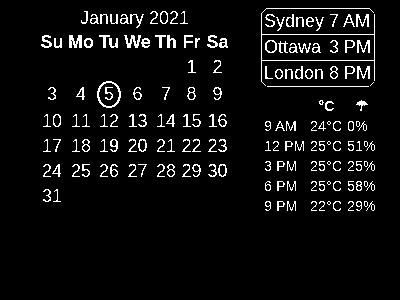 January 2021
Su Mo Tu We Th Fr Sa
1 2
3 4 5 6 7 8 9
10 11 12 13 14 15 16
17 18 19 20 21 22 23
24 25 26 27 28 29 30
31
Sydney 7 AM
Ottawa 3 PM
London 8 PM
°C
9 AM 24°C 0%
12 PM 25°C 51%
3 PM 25°C 25%
6 PM 25°C 58%
9 PM 22°C 29%